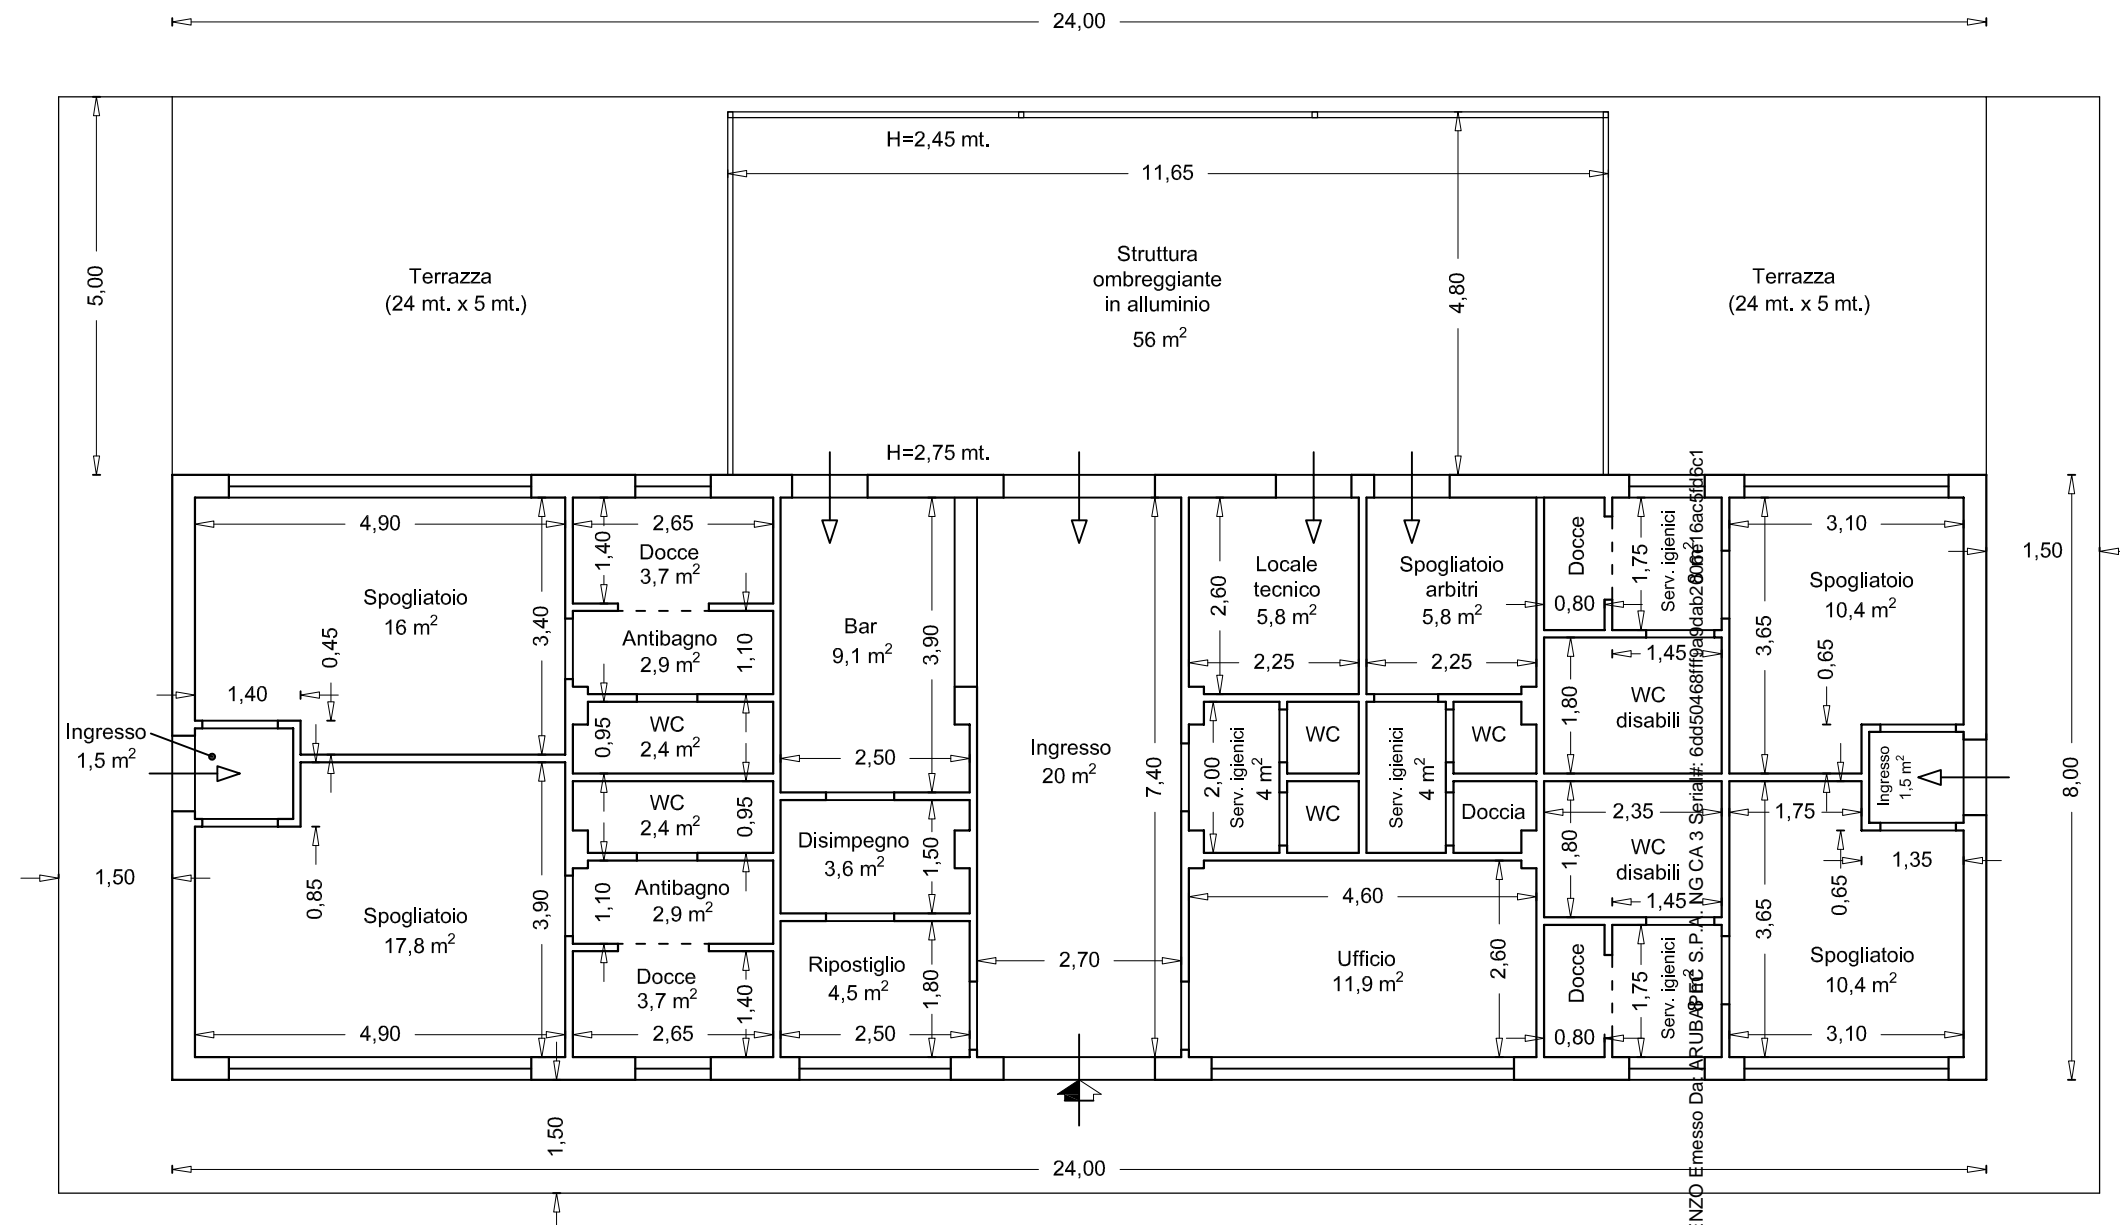 24,00
5,00
H=2,45 mt.
11,65
4,80
Terrazza
(24 mt. x 5 mt.)
Struttura
ombreggiante
in alluminio
56 m²
Terrazza
(24 mt. x 5 mt.)
H=2,75 mt.
4,90
3,40
Spogliatoio
16 m²
0,45
1,40
Ingresso
1,5 m²
1,50
0,85
Spogliatoio
17,8 m²
3,90
4,90
2,65
1,40
Docce
3,7 m²
Antibagno
2,9 m²
1,10
0,95
WC
2,4 m²
WC
2,4 m²
0,95
Antibagno
2,9 m²
1,10
Docce
3,7 m²
1,40
2,65
Bar
9,1 m²
3,90
2,50
Disimpegno
3,6 m²
1,50
Ripostiglio
4,5 m²
1,80
2,50
Ingresso
20 m²
7,40
2,70
Locale
tecnico
5,8 m²
2,60
2,25
Spogliatoio
arbitri
5,8 m²
2,25
2,00
Serv. igienici
4 m²
WC
WC
Serv. igienici
4 m²
WC
Doccia
4,60
Ufficio
11,9 m²
2,60
Docce
0,80
1,75
Serv. igienici
1,45
1,80
WC
disabili
2,35
1,80
WC
disabili
1,45
Docce
0,80
1,75
Serv. igienici
3,10
Spogliatoio
10,4 m²
3,65
0,65
Ingresso
1,5 m²
1,75
1,35
0,65
3,65
Spogliatoio
10,4 m²
3,10
1,50
8,00
1,50
24,00